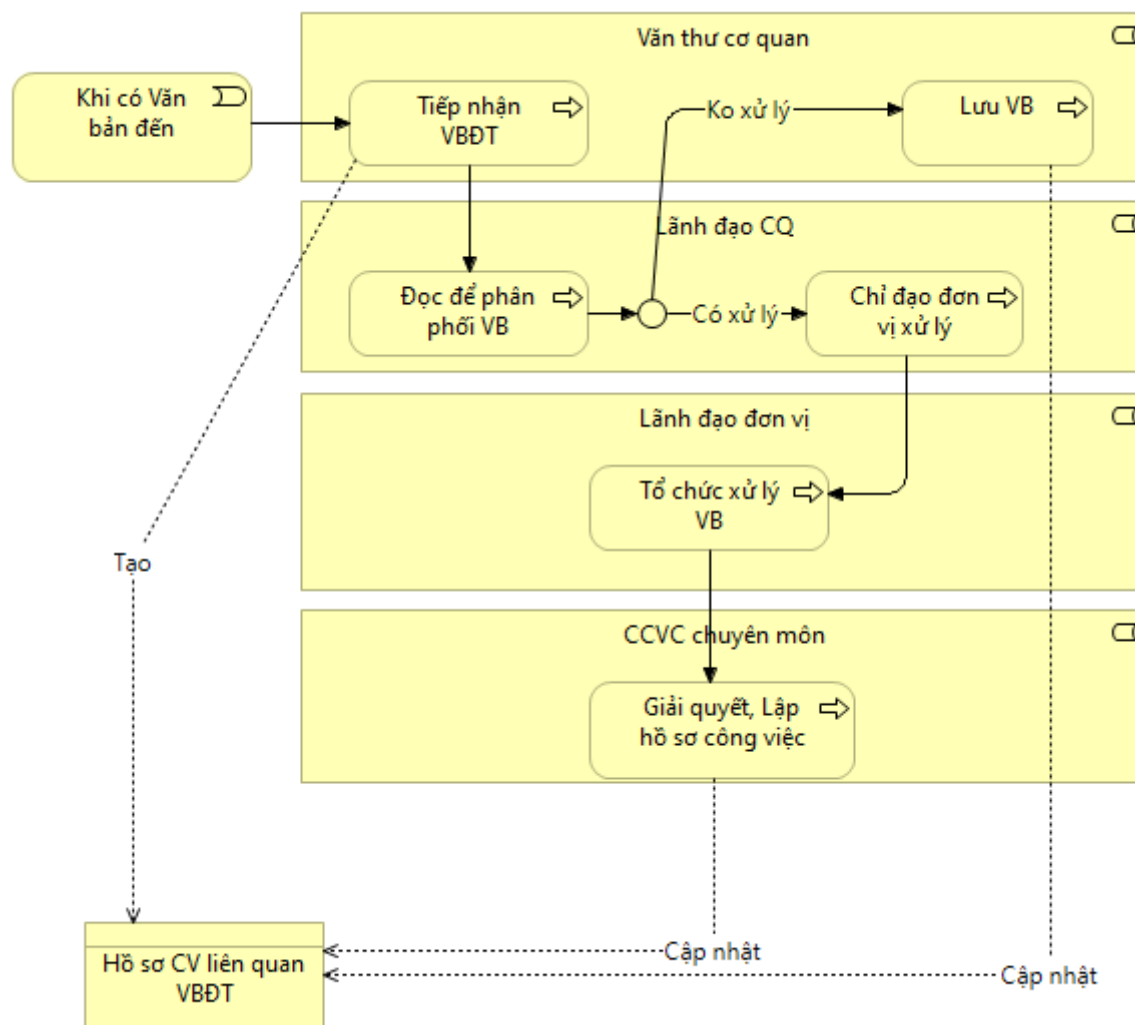 Văn thư cơ quan
Khi có Văn
bản đến
Tiếp nhận
VBĐT
Ko xử lý
Lưu VB
Lãnh đạo CQ
Đọc để phân
phối VB
Có xử lý
Chỉ đạo đơn
vị xử lý
Lãnh đạo đơn vị
Tổ chức xử lý
VB
Tạo
CCVC chuyên môn
Giải quyết, Lập
hồ sơ công việc
Hồ sơ CV liên quan
VBĐT
Cập nhật
Cập nhật